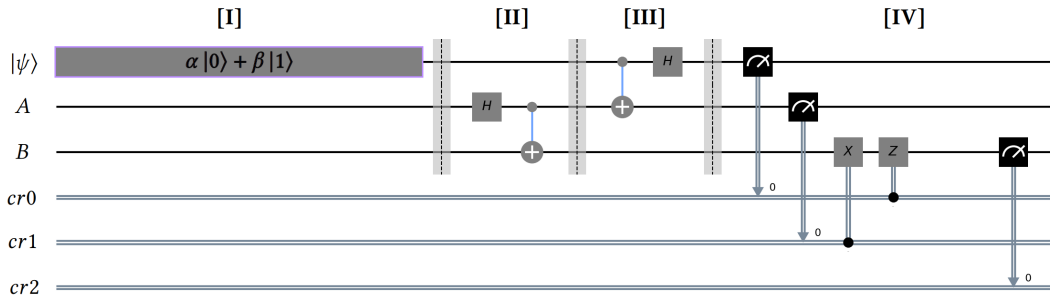 [I] [II] [III] [IV]
|ψ⟩ α |0⟩ + β |1⟩ H
A H
B X Z
cr0 0
cr1 0
cr2 0